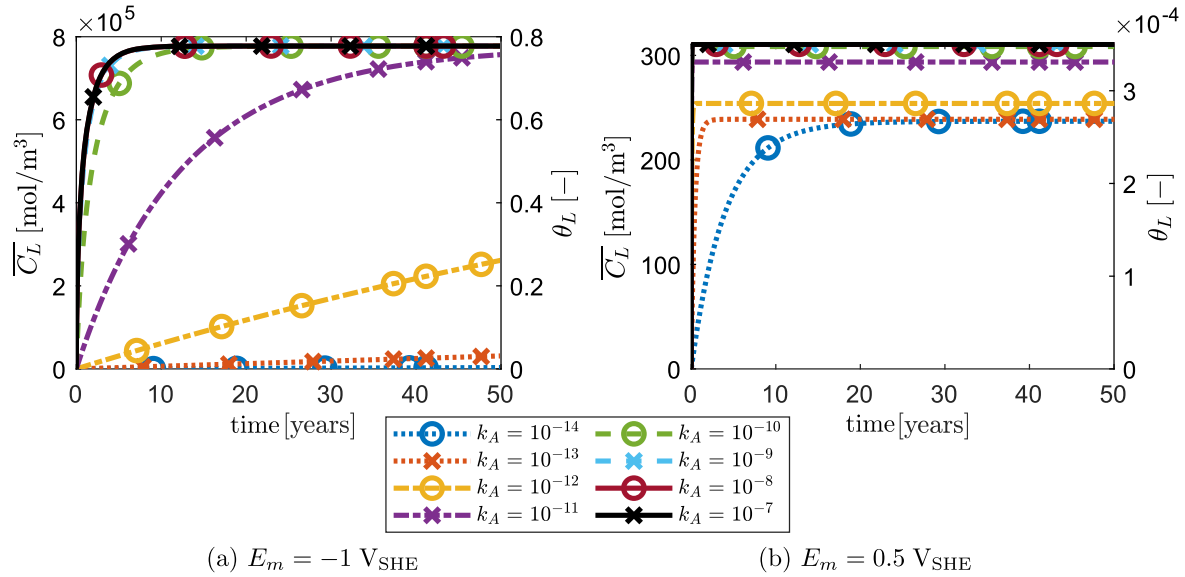 ×10⁵
×10⁻⁴
8
6
4
2
0
C̅_L [mol/m³]
0.8
0.6
0.4
0.2
0
θ_L [−]
0 10 20 30 40 50
time [years]
300
200
100
0
C̅_L [mol/m³]
3
2
1
0
θ_L [−]
0 10 20 30 40 50
time [years]
k_A = 10⁻¹⁴
k_A = 10⁻¹³
k_A = 10⁻¹²
k_A = 10⁻¹¹
k_A = 10⁻¹⁰
k_A = 10⁻⁹
k_A = 10⁻⁸
k_A = 10⁻⁷
(a) E_m = −1 V_SHE
(b) E_m = 0.5 V_SHE